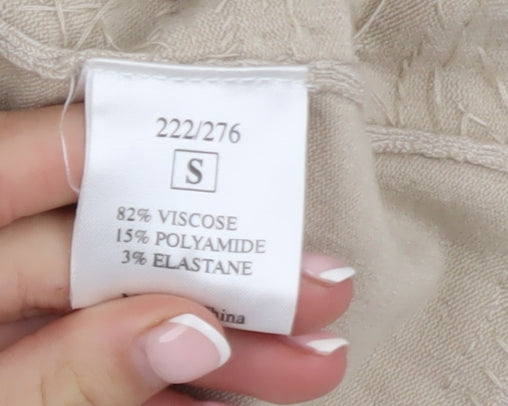 222/276
S
82% VISCOSE
15% POLYAMIDE
3% ELASTANE